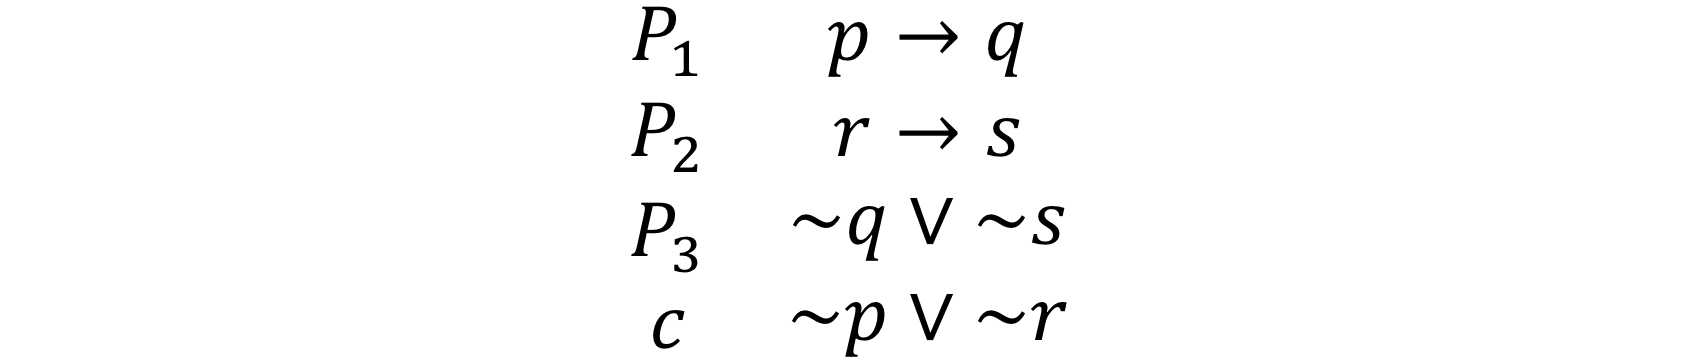 P₁ p → q
P₂ r → s
P₃ ~q ∨ ~s
c ~p ∨ ~r